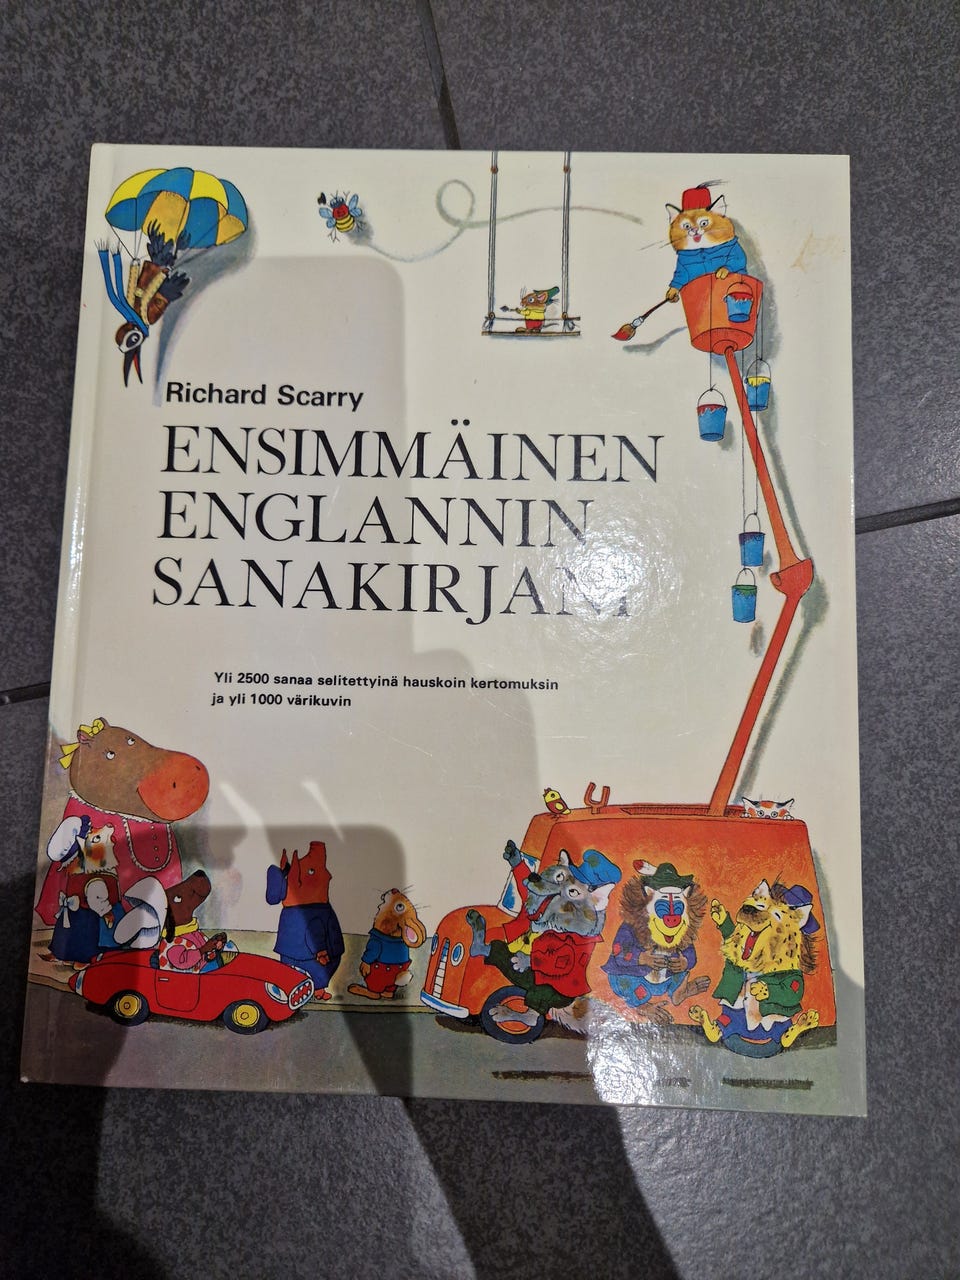 Richard Scarry
ENSIMMÄINEN
ENGLANNIN
SANAKIRJANI
Yli 2500 sanaa selitettyinä hauskoin kertomuksin
ja yli 1000 värikuvin